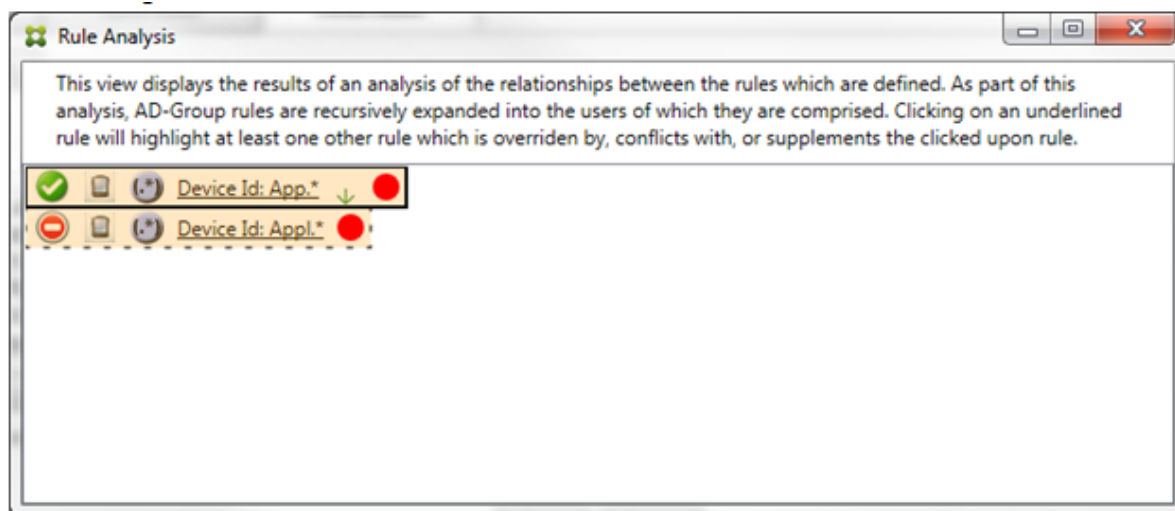 Rule Analysis
This view displays the results of an analysis of the relationships between the rules which are defined. As part of this
analysis, AD-Group rules are recursively expanded into the users of which they are comprised. Clicking on an underlined
rule will highlight at least one other rule which is overriden by, conflicts with, or supplements the clicked upon rule.
(.*) Device Id: App.*
(.*) Device Id: Appl.*